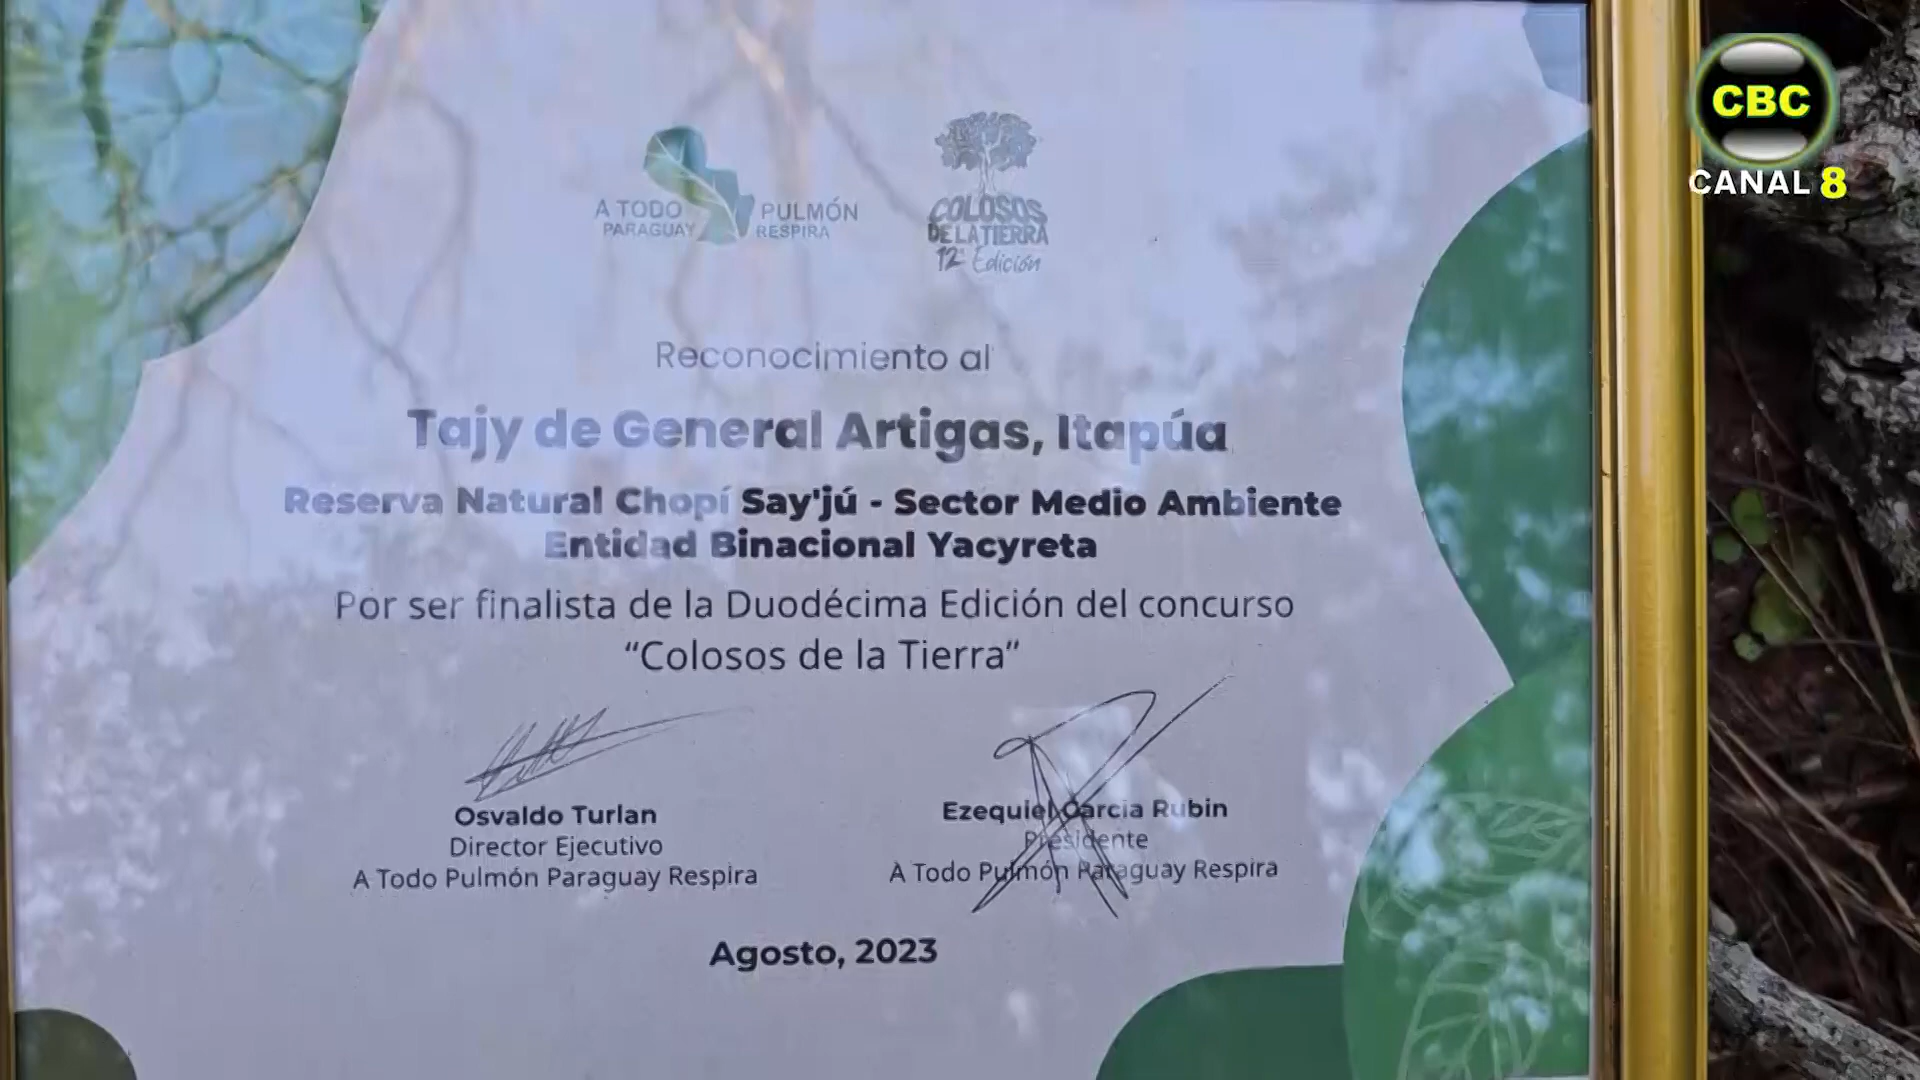 CBC
CANAL 8
A TODO PULMÓN
PARAGUAY RESPIRA
COLOSOS
DE LA TIERRA
12ª Edición
Reconocimiento al
Tajy de General Artigas, Itapúa
Reserva Natural Chopí Say'jú - Sector Medio Ambiente
Entidad Binacional Yacyreta
Por ser finalista de la Duodécima Edición del concurso
“Colosos de la Tierra”
Osvaldo Turlan
Director Ejecutivo
A Todo Pulmón Paraguay Respira
Ezequiel Garcia Rubin
Presidente
A Todo Pulmón Paraguay Respira
Agosto, 2023